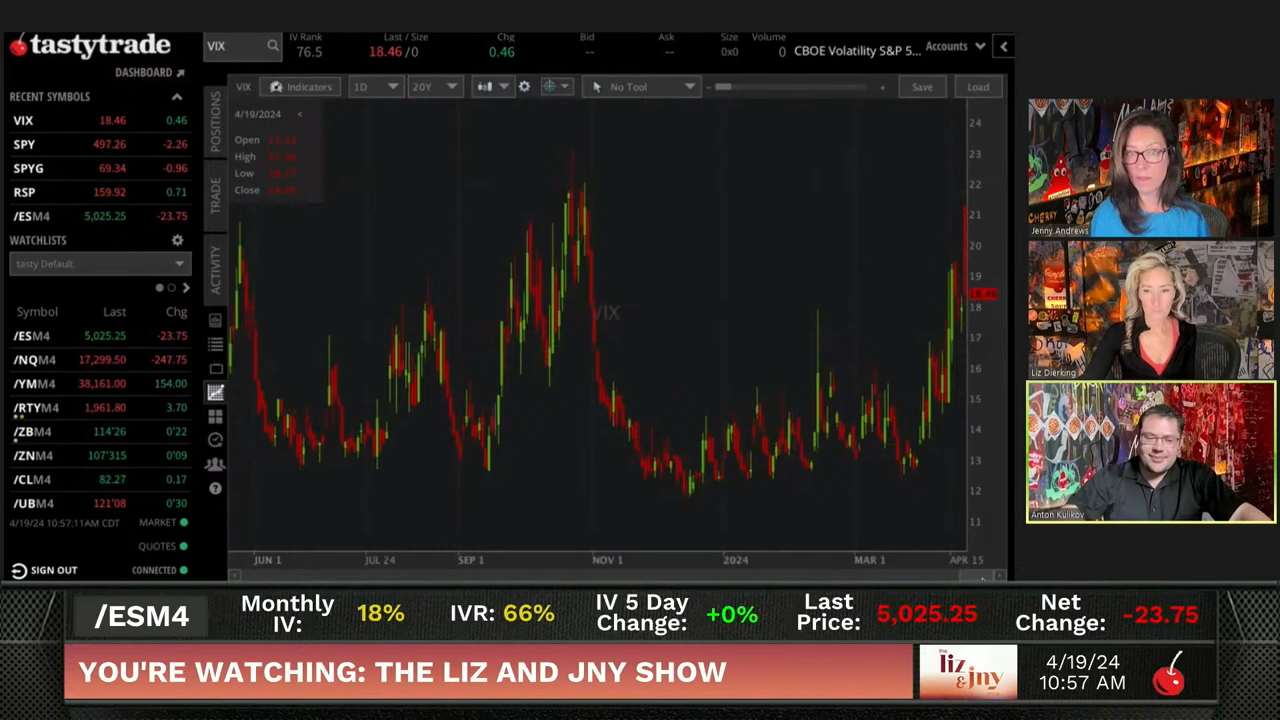 tastytrade
DASHBOARD
RECENT SYMBOLS
VIX 18.46 0.46
SPY 497.26 -2.26
SPYG 69.34 -0.96
RSP 159.92 0.71
/ESM4 5,025.25 -23.75
WATCHLISTS
tasty Default
Symbol Last Chg
/ESM4 5,025.25 -23.75
/NQM4 17,299.50 -247.75
/YMM4 38,161.00 154.00
/RTYM4 1,961.80 3.70
/ZBM4 114'26 0'22
/ZNM4 107'315 0'09
/CLM4 82.27 0.17
/UBM4 121'08 0'30
4/19/24 10:57:11AM CDT MARKET
QUOTES
SIGN OUT CONNECTED
VIX
IV Rank Last / Size Chg Bid Ask Size Volume
76.5 18.46 / 0 0.46 -- -- 0x0 0
CBOE Volatility S&P 5...
Accounts
POSITIONS
TRADE
ACTIVITY
VIX Indicators 1D 20Y No Tool - + Save Load
4/19/2024 <
Open
High
Low
Close
VIX
24
23
22
21
20
19
18.46
17
16
15
14
13
12
11
JUN 1 JUL 24 SEP 1 NOV 1 2024 MAR 1 APR 15
CHERRY
Jenny Andrews
Liz Dierking
Anton Kulikov
/ESM4
Monthly IV: 18%
IVR: 66%
IV 5 Day Change: +0%
Last Price: 5,025.25
Net Change: -23.75
YOU'RE WATCHING: THE LIZ AND JNY SHOW
the
liz
& jny
4/19/24
10:57 AM